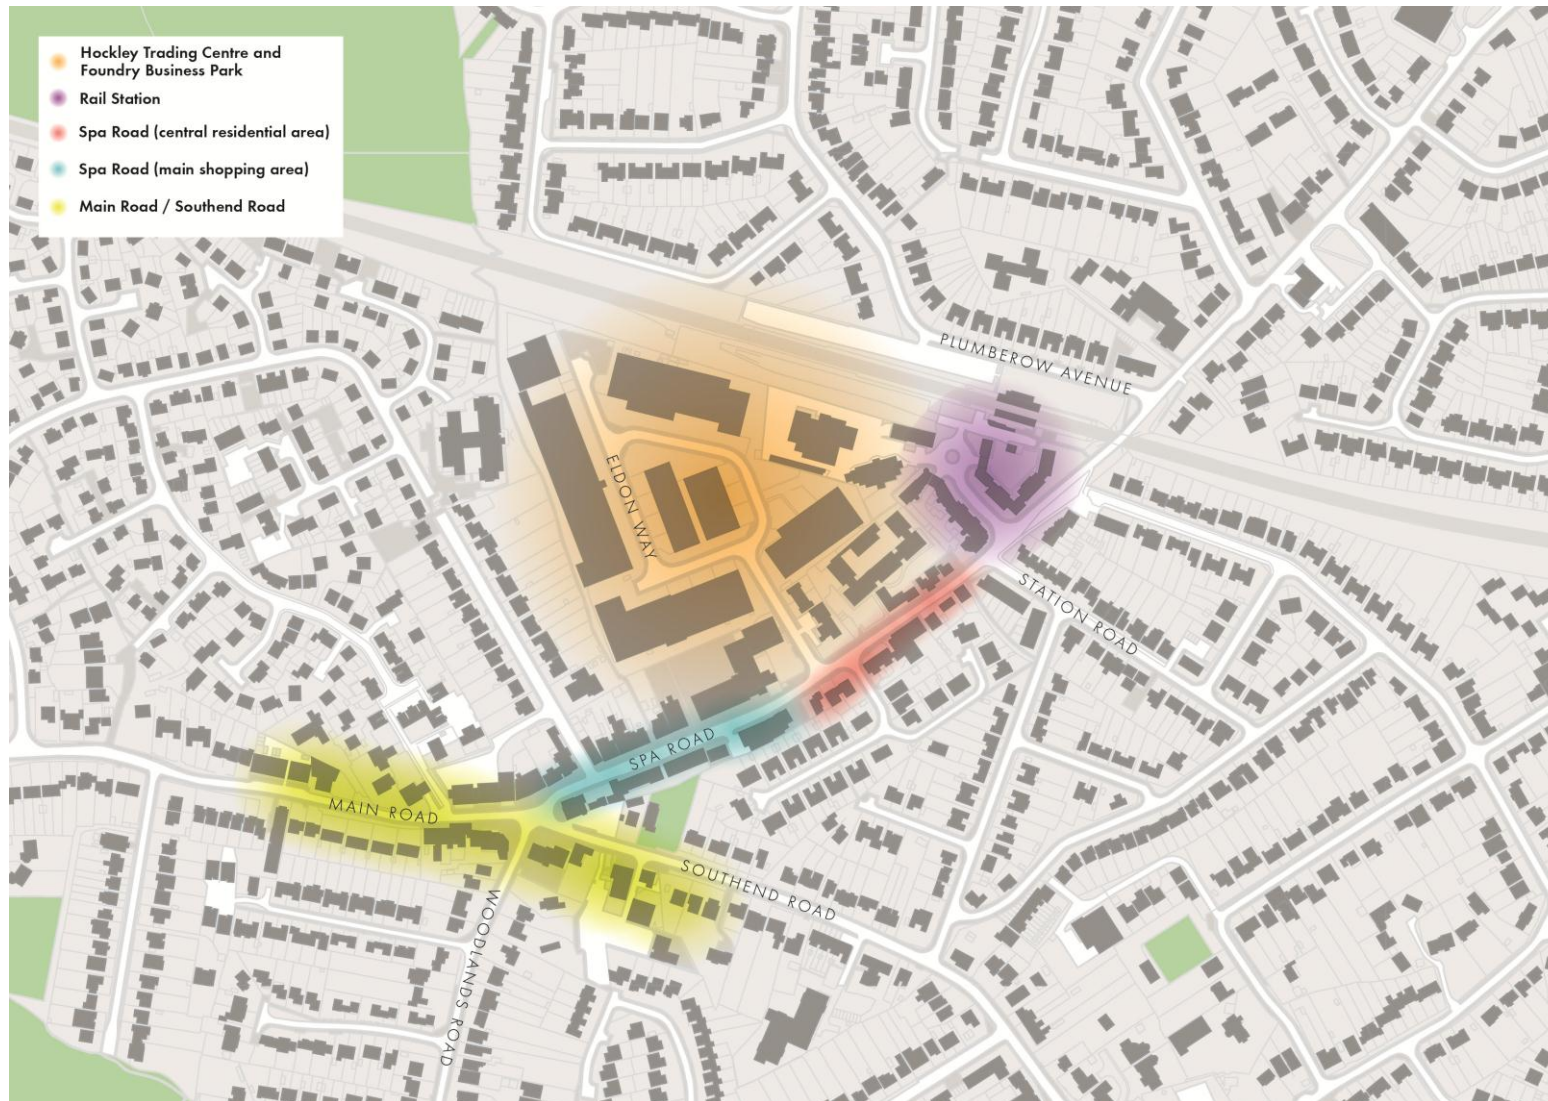 Hockley Trading Centre and
Foundry Business Park
Rail Station
Spa Road (central residential area)
Spa Road (main shopping area)
Main Road / Southend Road
PLUMBEROW AVENUE
ELDON WAY
STATION ROAD
SPA ROAD
MAIN ROAD
SOUTHEND ROAD
WOODLANDS ROAD